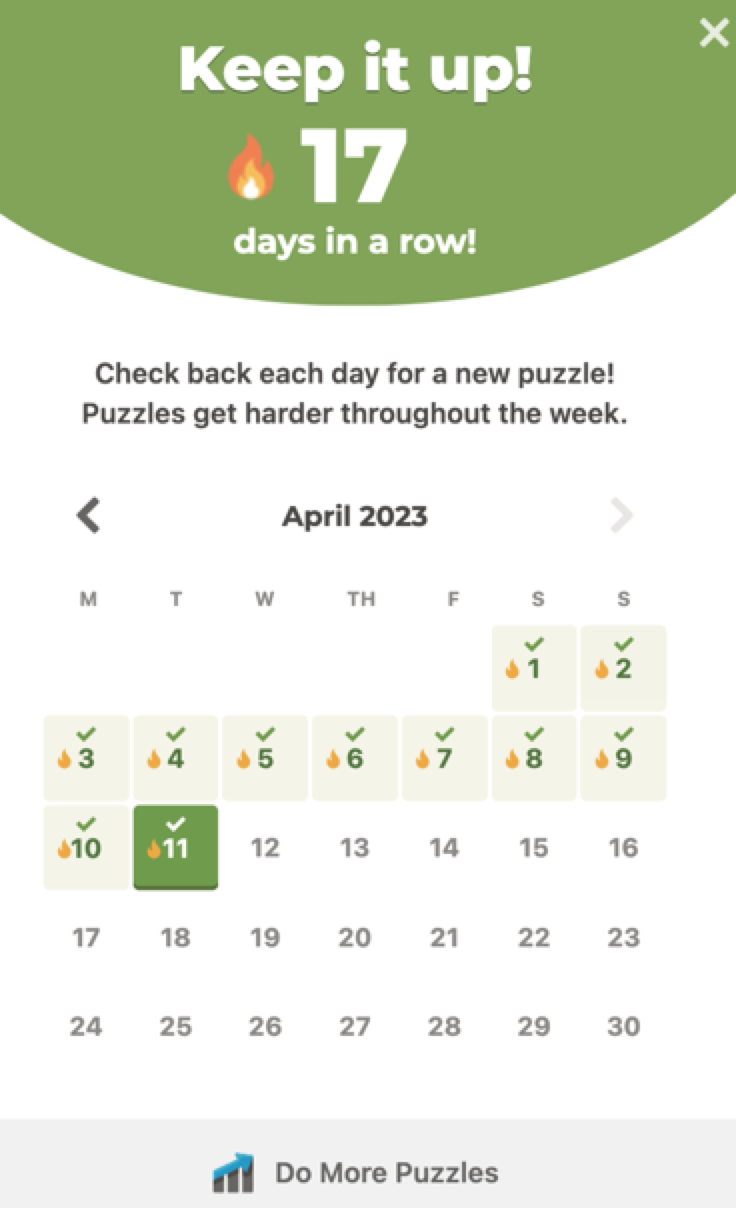 Keep it up!
17
days in a row!
Check back each day for a new puzzle!
Puzzles get harder throughout the week.
April 2023
M T W TH F S S
1 2
3 4 5 6 7 8 9
10 11 12 13 14 15 16
17 18 19 20 21 22 23
24 25 26 27 28 29 30
Do More Puzzles